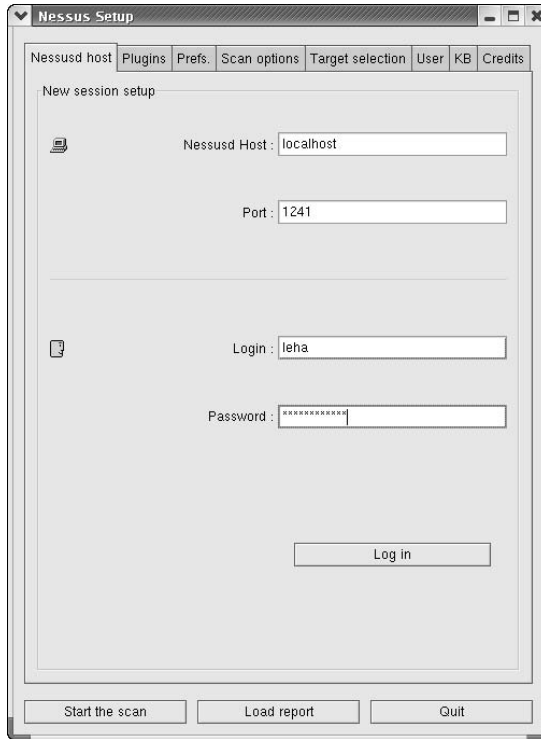 Nessus Setup
Nessusd host Plugins Prefs. Scan options Target selection User KB Credits
New session setup
Nessusd Host : localhost
Port : 1241
Login : leha
Password : ************
Log in
Start the scan Load report Quit